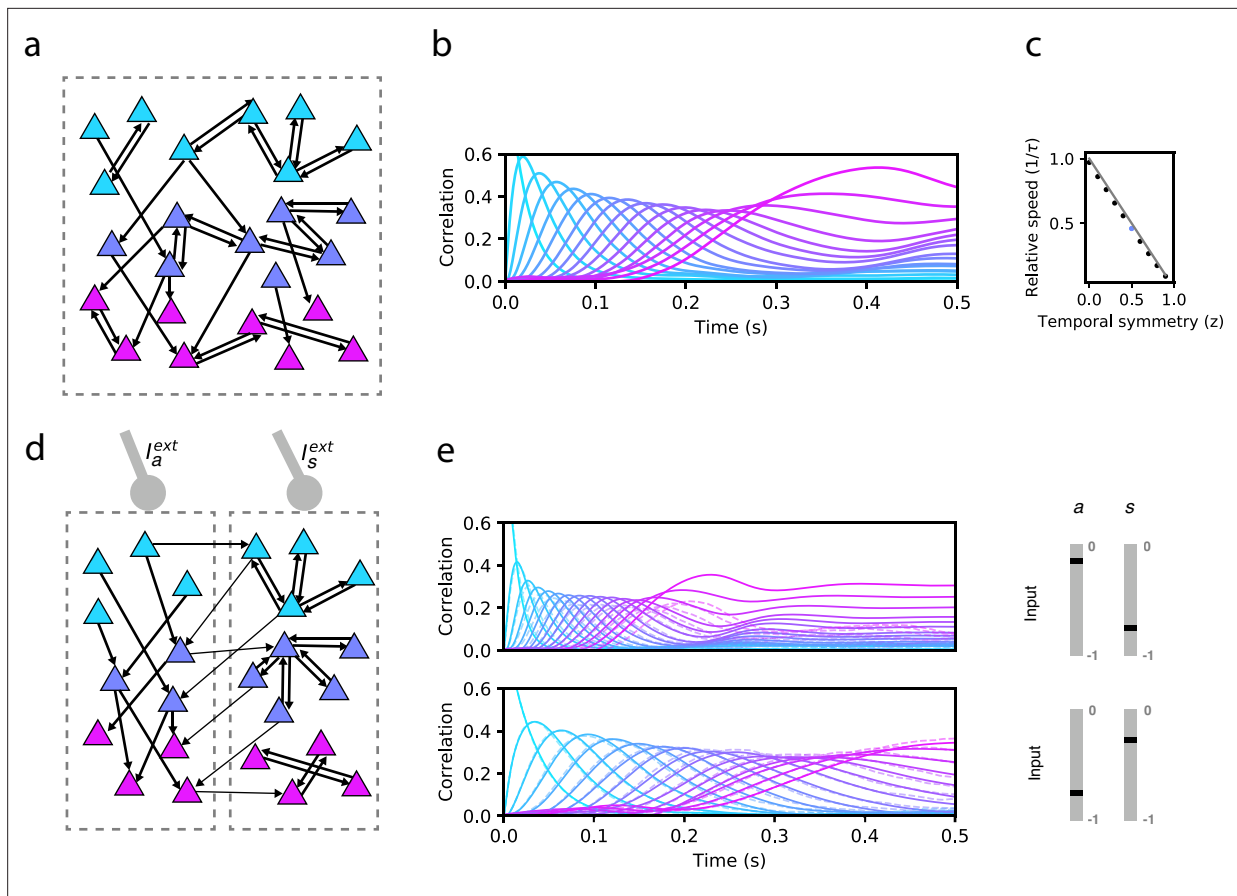 a
b
c
0.6
0.4
0.2
0.0
Correlation
0.0 0.1 0.2 0.3 0.4 0.5
Time (s)
1.0
0.5
Relative speed (1/τ)
0.0 0.5 1.0
Temporal symmetry (z)
d
I_a^{ext}
I_s^{ext}
e
0.6
0.4
0.2
0.0
Correlation
a s
0 0
Input
-1 -1
0.6
0.4
0.2
0.0
Correlation
0.0 0.1 0.2 0.3 0.4 0.5
Time (s)
0 0
Input
-1 -1